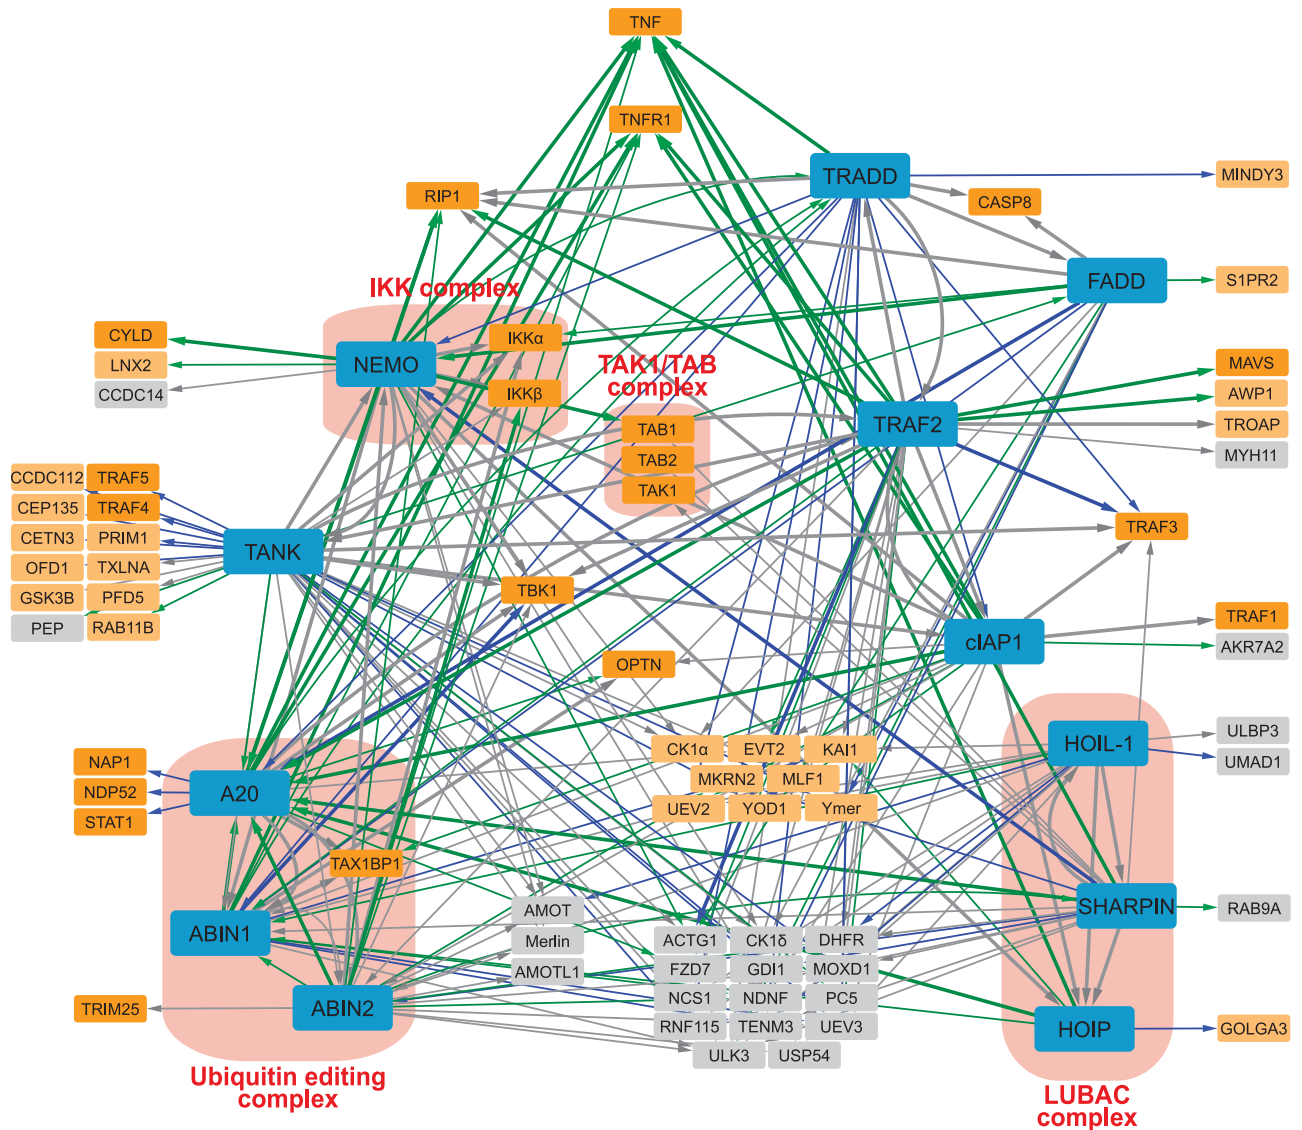 TNF
TNFR1
TRADD
MINDY3
RIP1
CASP8
FADD
S1PR2
IKK complex
CYLD
LNX2
CCDC14
NEMO
IKKα
IKKβ
TAK1/TAB
complex
TAB1
TAB2
TAK1
TRAF2
MAVS
AWP1
TROAP
MYH11
CCDC112 TRAF5
CEP135 TRAF4
CETN3 PRIM1
OFD1 TXLNA
GSK3B PFD5
PEP RAB11B
TANK
TRAF3
TBK1
cIAP1
TRAF1
AKR7A2
OPTN
NAP1
NDP52
STAT1
A20
CK1α EVT2 KAI1
MKRN2 MLF1
UEV2 YOD1 Ymer
HOIL-1
ULBP3
UMAD1
TAX1BP1
ABIN1
AMOT
Merlin
AMOTL1
ACTG1 CK1δ DHFR
FZD7 GDI1 MOXD1
NCS1 NDNF PC5
RNF115 TENM3 UEV3
ULK3 USP54
SHARPIN
RAB9A
TRIM25
ABIN2
HOIP
GOLGA3
Ubiquitin editing
complex
LUBAC
complex